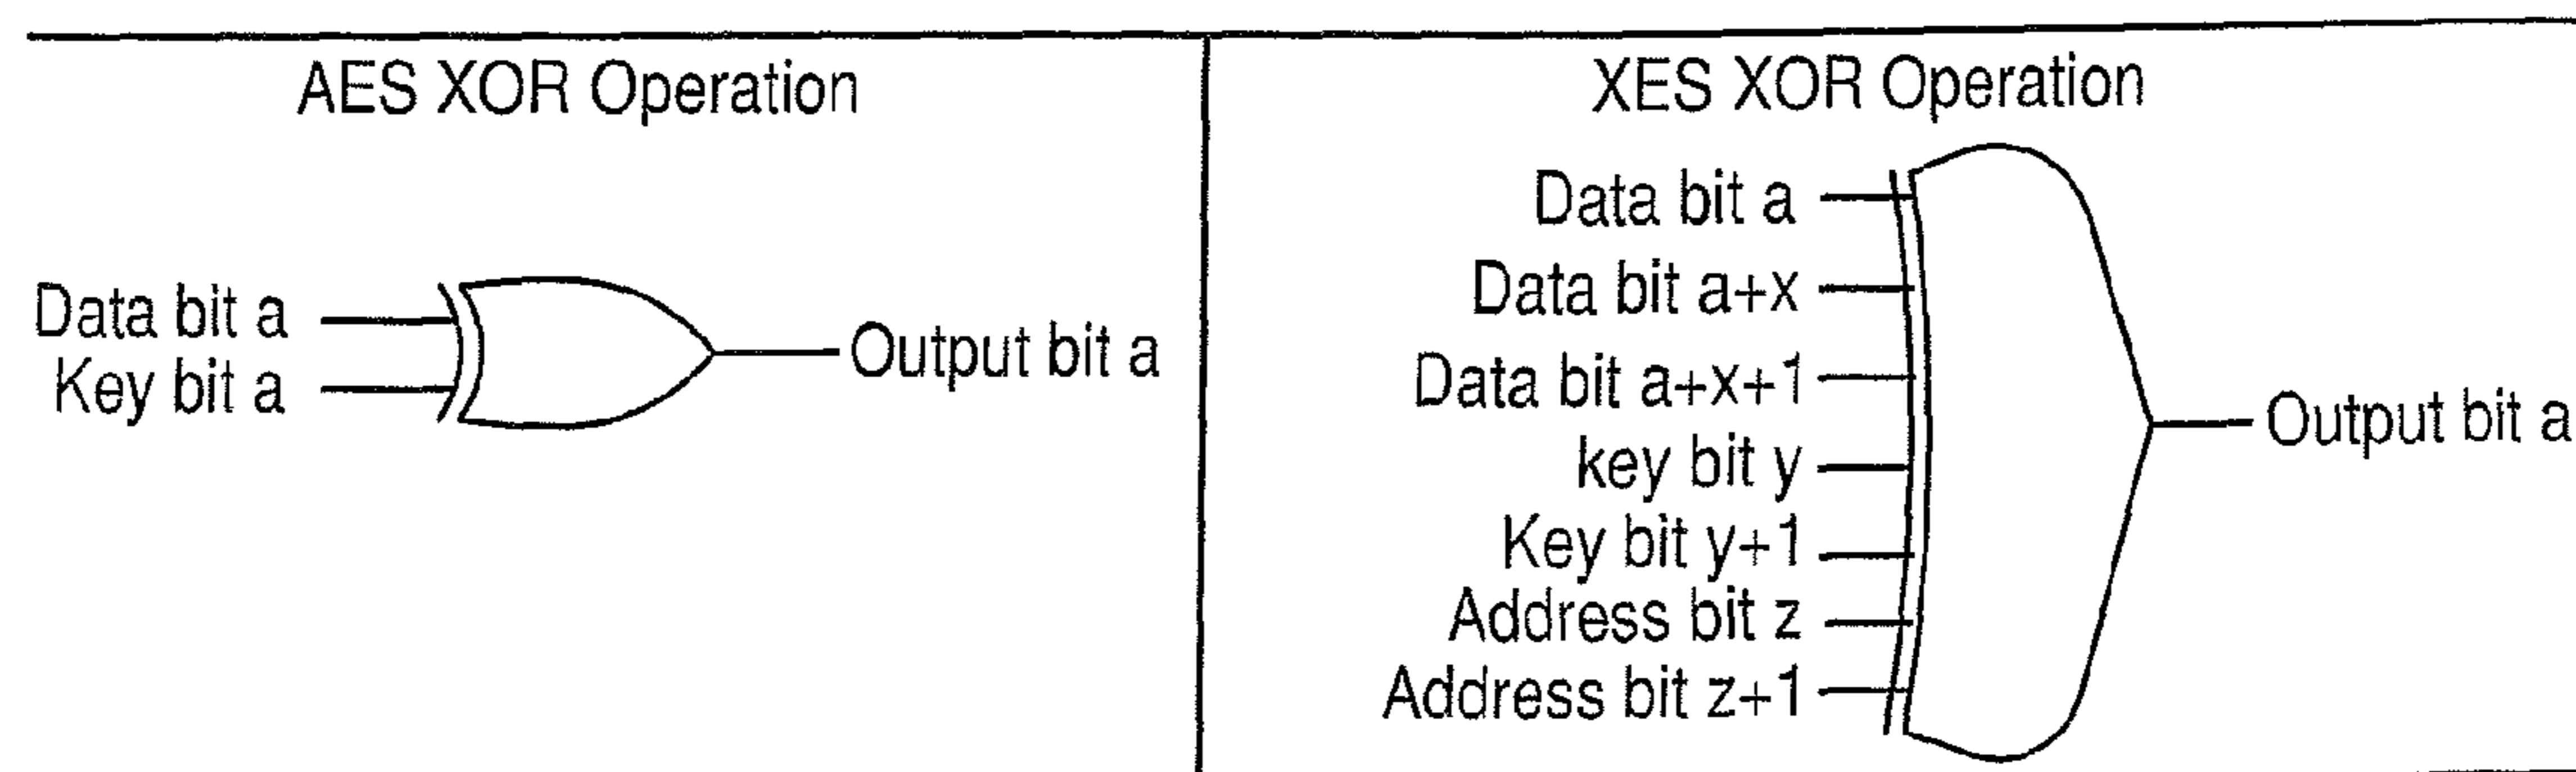 AES XOR Operation
Data bit a
Key bit a
Output bit a
XES XOR Operation
Data bit a
Data bit a+x
Data bit a+x+1
key bit y
Key bit y+1
Address bit z
Address bit z+1
Output bit a